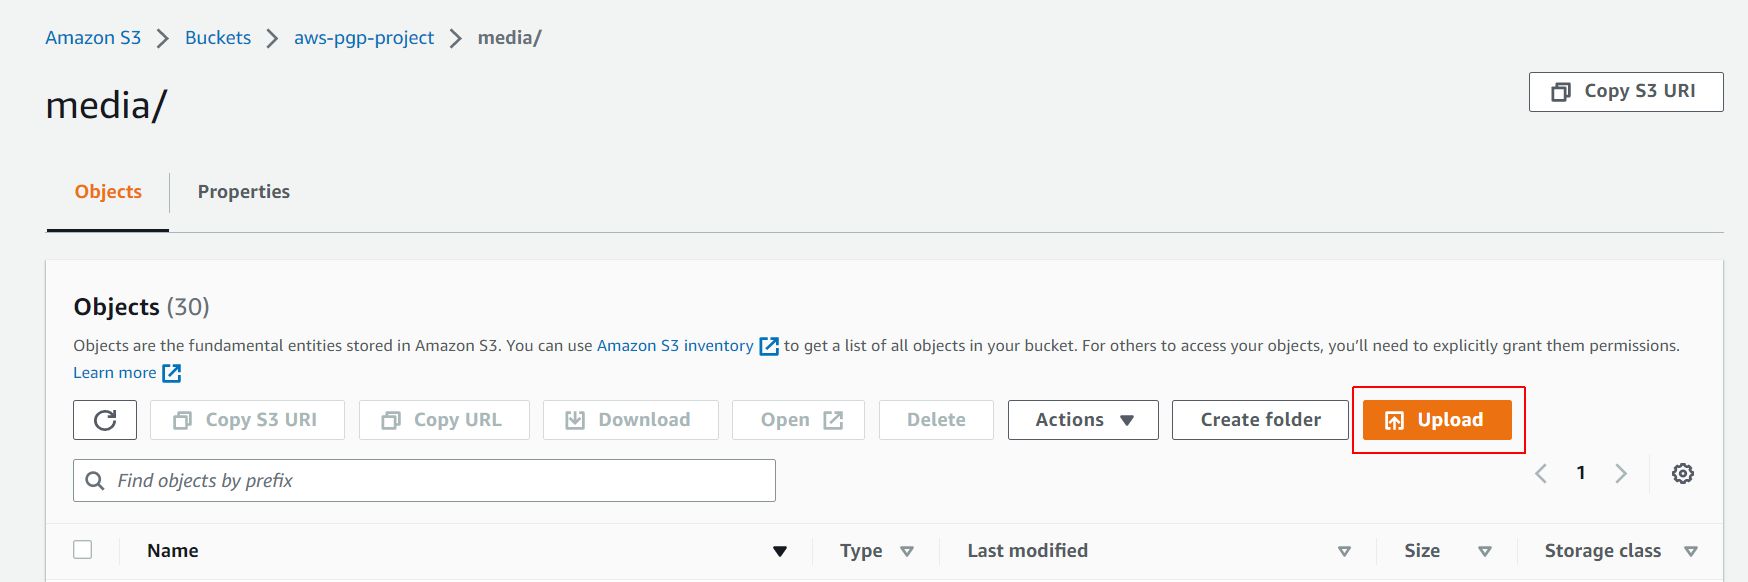 Amazon S3 > Buckets > aws-pgp-project > media/
media/
Copy S3 URI
Objects
Properties
Objects (30)
Objects are the fundamental entities stored in Amazon S3. You can use Amazon S3 inventory to get a list of all objects in your bucket. For others to access your objects, you'll need to explicitly grant them permissions.
Learn more
Copy S3 URI
Copy URL
Download
Open
Delete
Actions
Create folder
Upload
Find objects by prefix
1
Name
Type
Last modified
Size
Storage class